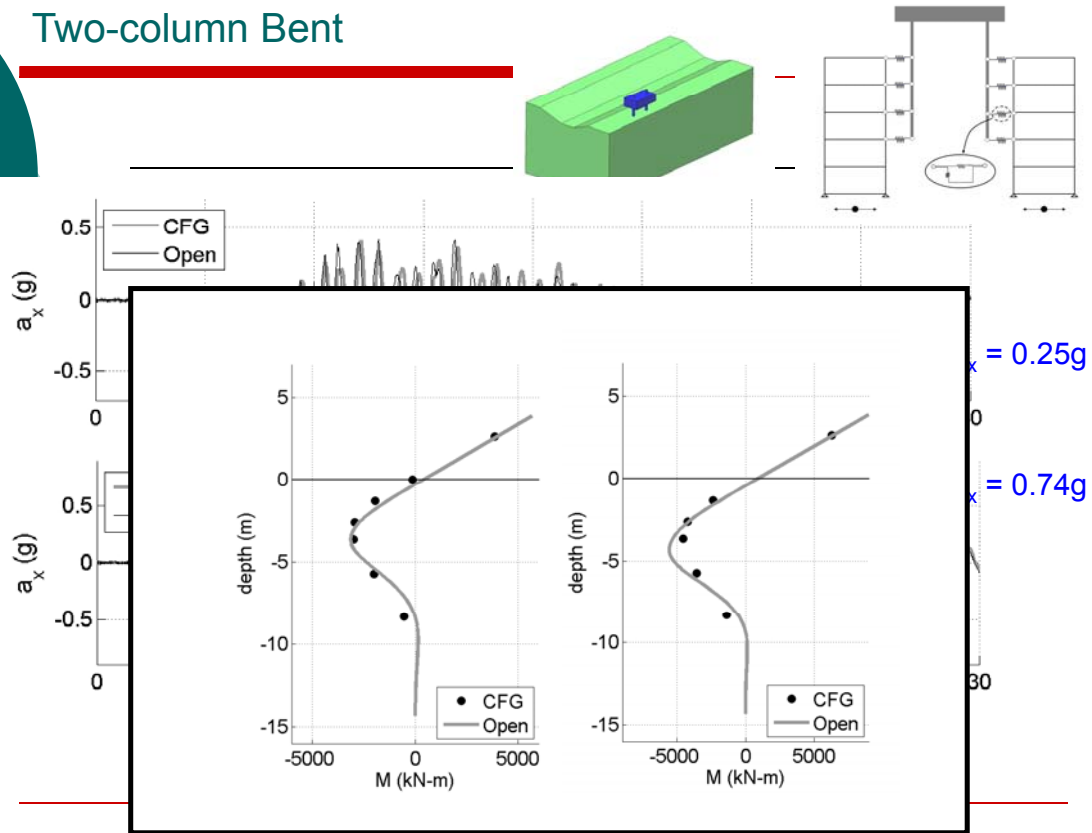 Two-column Bent
0.5
0
-0.5
a_x (g)
CFG
Open
0
0
x = 0.25g
0.5
0
-0.5
a_x (g)
0
30
x = 0.74g
5
0
-5
-10
-15
depth (m)
-5000 0 5000
M (kN-m)
CFG
Open
5
0
-5
-10
-15
depth (m)
-5000 0 5000
M (kN-m)
CFG
Open